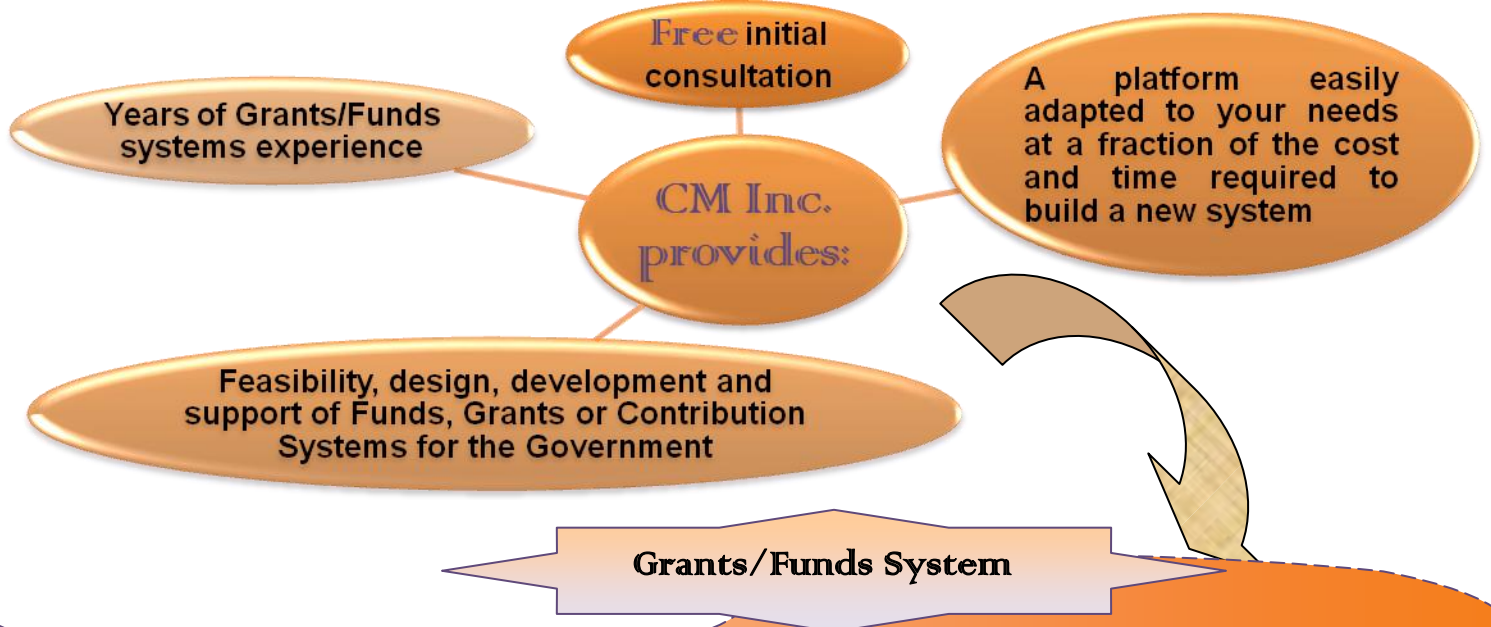 Free initial
consultation
Years of Grants/Funds
systems experience
A platform easily
adapted to your needs
at a fraction of the cost
and time required to
build a new system
CM Inc.
provides:
Feasibility, design, development and
support of Funds, Grants or Contribution
Systems for the Government
Grants/Funds System